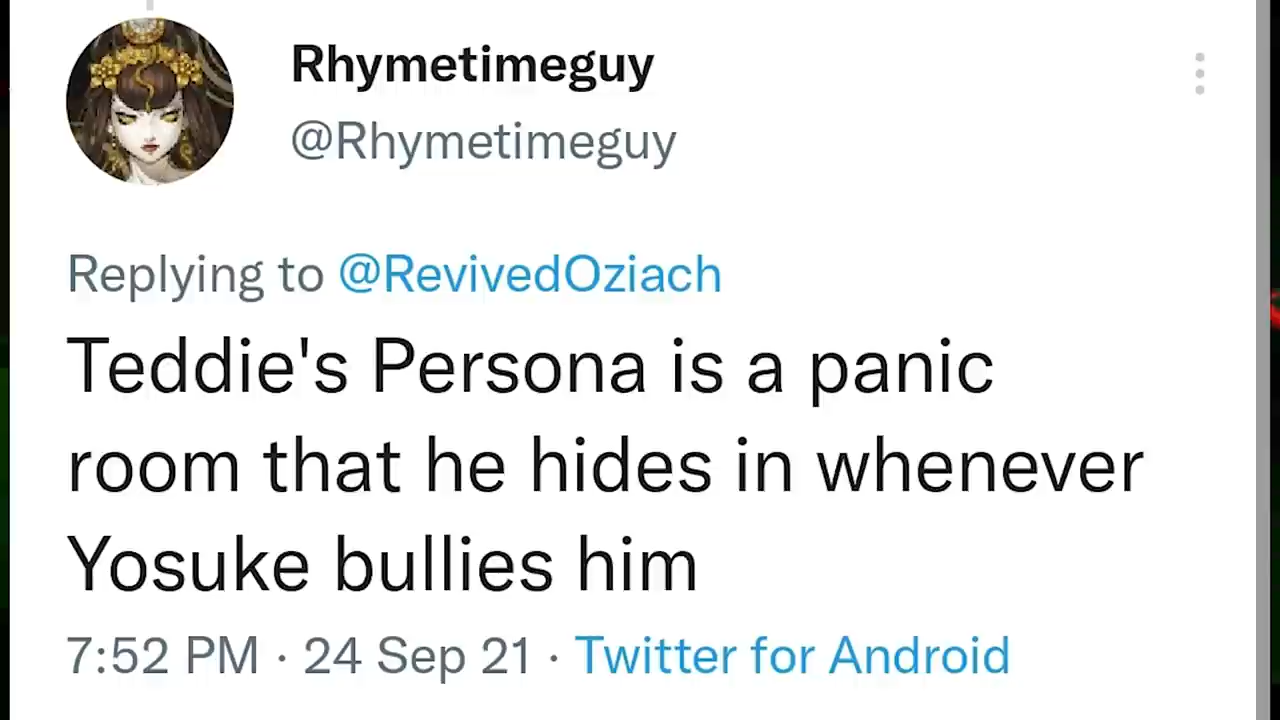 Rhymetimeguy
@Rhymetimeguy
Replying to @RevivedOziach
Teddie's Persona is a panic
room that he hides in whenever
Yosuke bullies him
7:52 PM · 24 Sep 21 · Twitter for Android